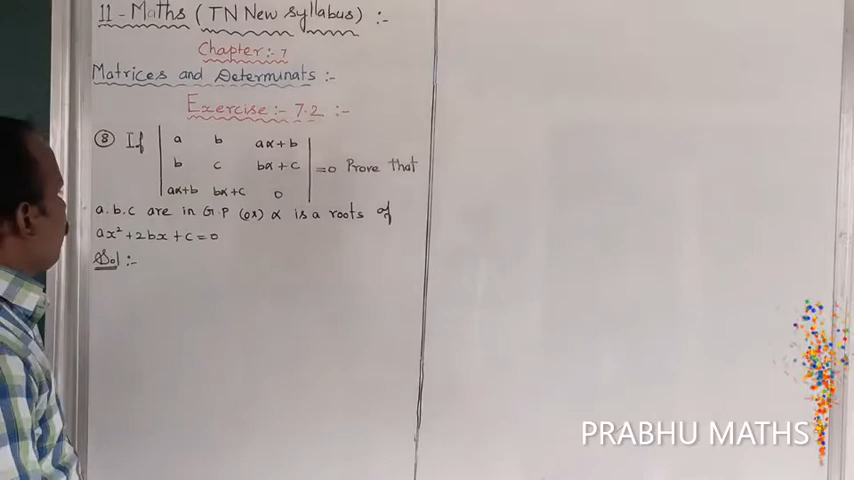 11 - Maths ( TN New syllabus) :-
Chapter :- 7
Matrices and Determinats :-
Exercise :- 7.2 :-
⑧ If | a b aα+b |
| b c bα+c | =0 Prove that
| aα+b bα+c 0 |
a.b.c are in G.P (or) α is a roots of
ax²+2bx+c=0
Sol :-
PRABHU MATHS